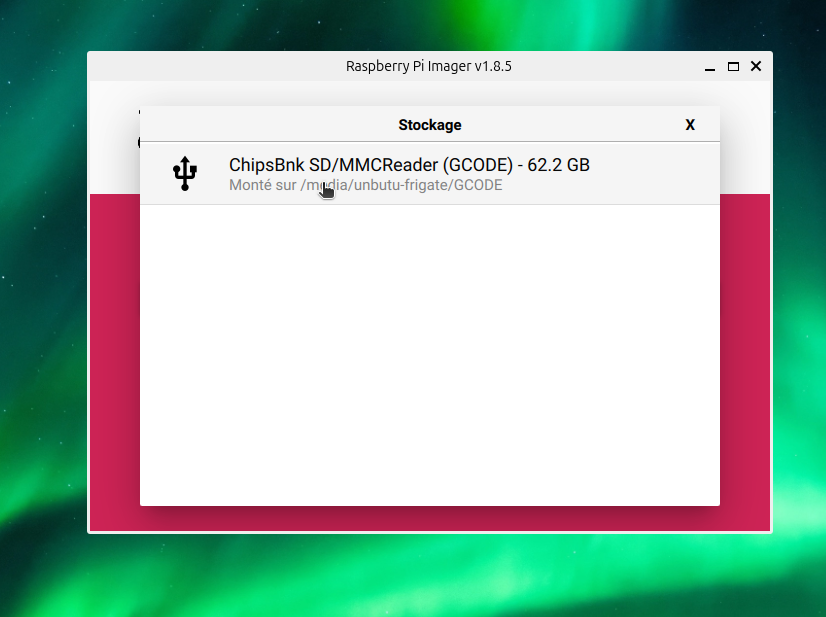 Raspberry Pi Imager v1.8.5
Stockage
X
ChipsBnk SD/MMCReader (GCODE) - 62.2 GB
Monté sur /media/unbutu-frigate/GCODE